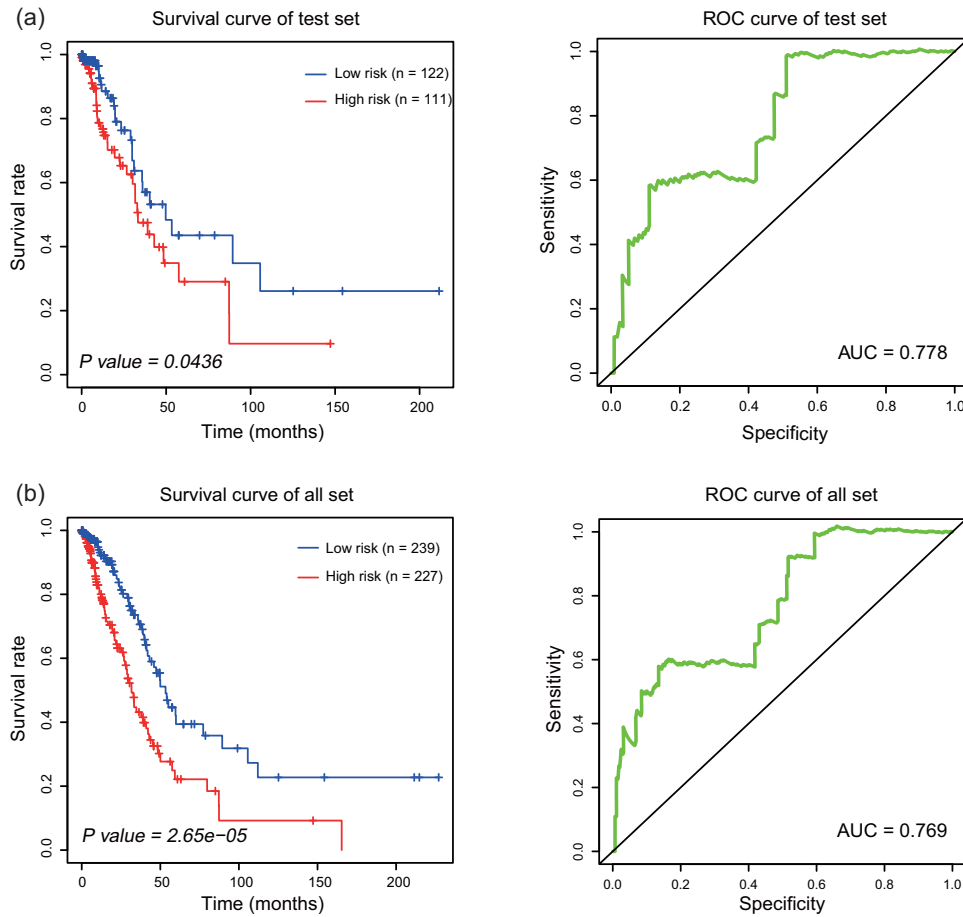 (a)
Survival curve of test set
Survival rate
1.0
0.8
0.6
0.4
0.2
0.0
Low risk (n = 122)
High risk (n = 111)
P value = 0.0436
0
50
100
150
200
Time (months)
ROC curve of test set
Sensitivity
1.0
0.8
0.6
0.4
0.2
0.0
AUC = 0.778
0.0
0.2
0.4
0.6
0.8
1.0
Specificity
(b)
Survival curve of all set
Survival rate
1.0
0.8
0.6
0.4
0.2
0.0
Low risk (n = 239)
High risk (n = 227)
P value = 2.65e−05
0
50
100
150
200
Time (months)
ROC curve of all set
Sensitivity
1.0
0.8
0.6
0.4
0.2
0.0
AUC = 0.769
0.0
0.2
0.4
0.6
0.8
1.0
Specificity